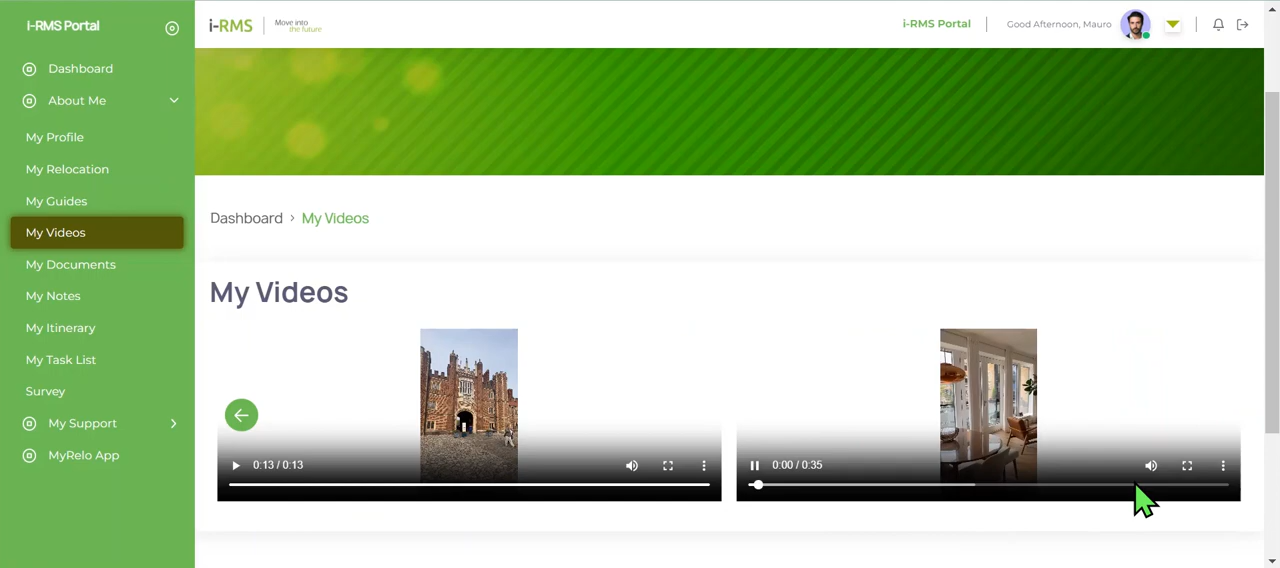 i-RMS Portal
Dashboard
About Me
My Profile
My Relocation
My Guides
My Videos
My Documents
My Notes
My Itinerary
My Task List
Survey
My Support
MyRelo App
i-RMS
Move into
the future
i-RMS Portal
Good Afternoon, Mauro
Dashboard › My Videos
My Videos
0:13 / 0:13
0:00 / 0:35